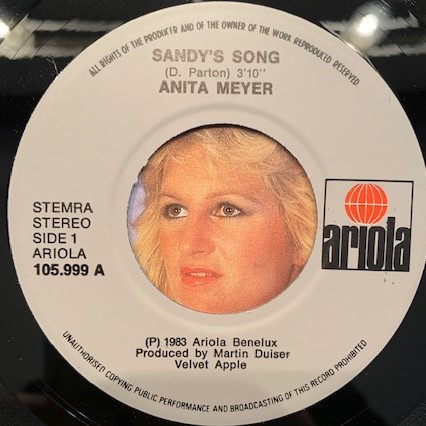 ALL RIGHTS OF THE PRODUKER AND OF THE OWNER OF THE WORK REPRODUCED RESERVED
SANDY'S SONG
(D. Parton) 3'10''
ANITA MEYER
STEMRA
STEREO
SIDE 1
ARIOLA
105.999 A
ariola
(P) 1983 Ariola Benelux
Produced by Martin Duiser
Velvet Apple
UNAUTHORISED COPYING PUBLIC PERFORMANCE AND BROADCASTING OF THIS RECORD PROHIBITED